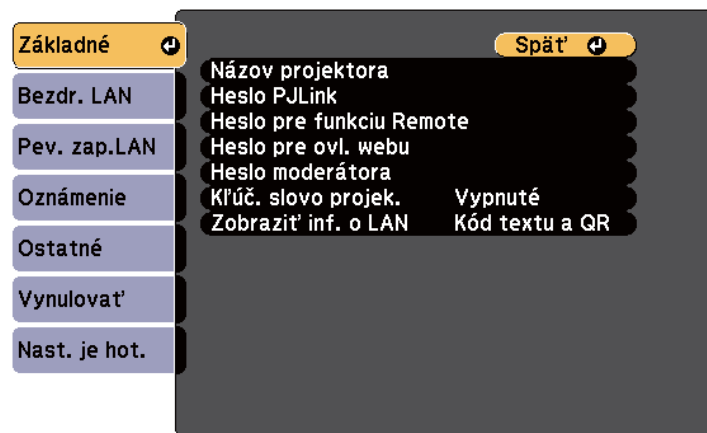 Základné
Bezdr. LAN
Pev. zap.LAN
Oznámenie
Ostatné
Vynulovať
Nast. je hot.
Späť
Názov projektora
Heslo PJLink
Heslo pre funkciu Remote
Heslo pre ovl. webu
Heslo moderátora
Kľúč. slovo projek. Vypnuté
Zobraziť inf. o LAN Kód textu a QR